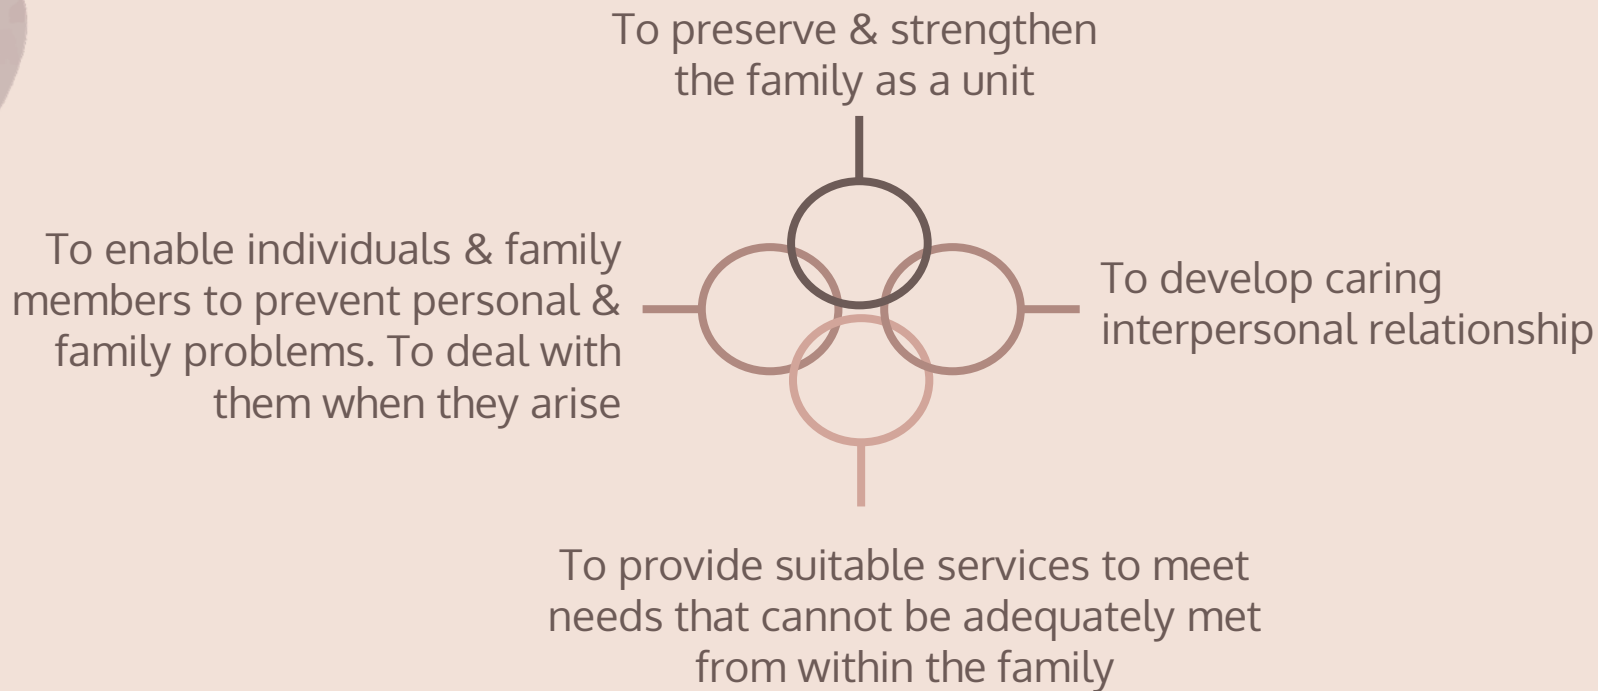 To preserve & strengthen
the family as a unit
To enable individuals & family
members to prevent personal &
family problems. To deal with
them when they arise
To develop caring
interpersonal relationship
To provide suitable services to meet
needs that cannot be adequately met
from within the family